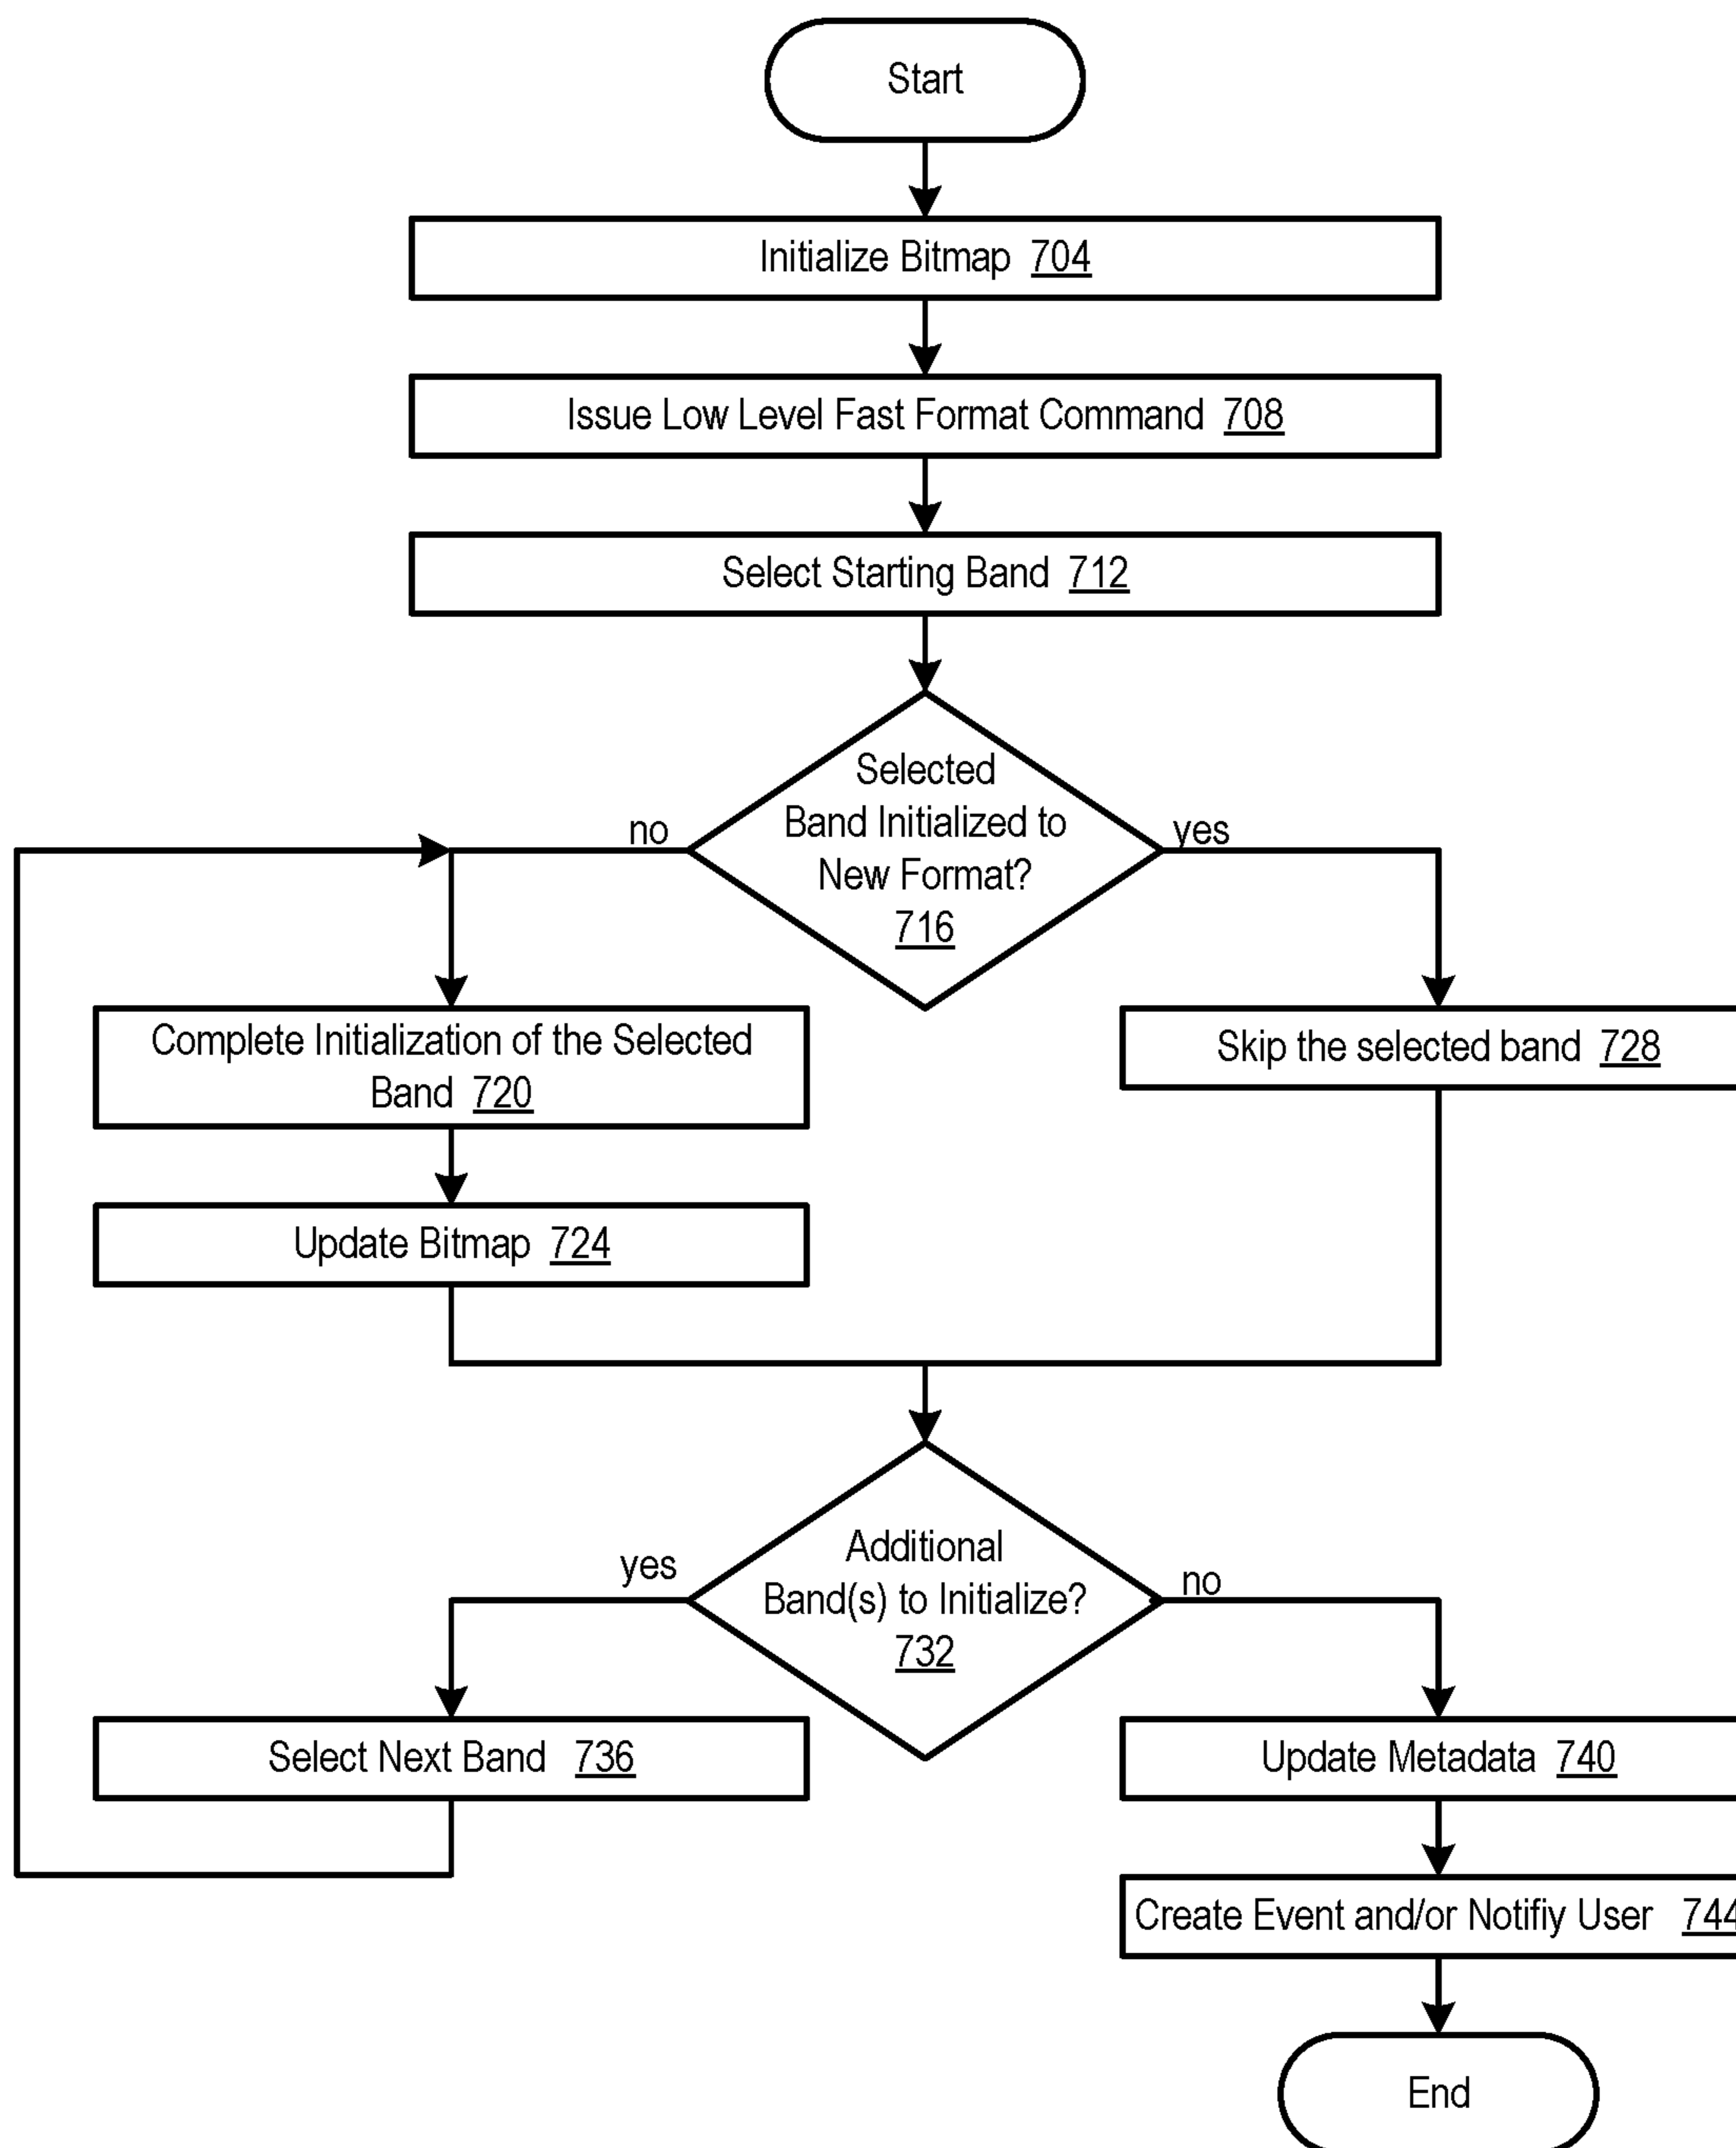 Start
Initialize Bitmap 704
Issue Low Level Fast Format Command 708
Select Starting Band 712
Selected
Band Initialized to
New Format?
716
no
yes
Complete Initialization of the Selected
Band 720
Skip the selected band 728
Update Bitmap 724
Additional
Band(s) to Initialize?
732
yes
no
Select Next Band 736
Update Metadata 740
Create Event and/or Notifiy User 744
End